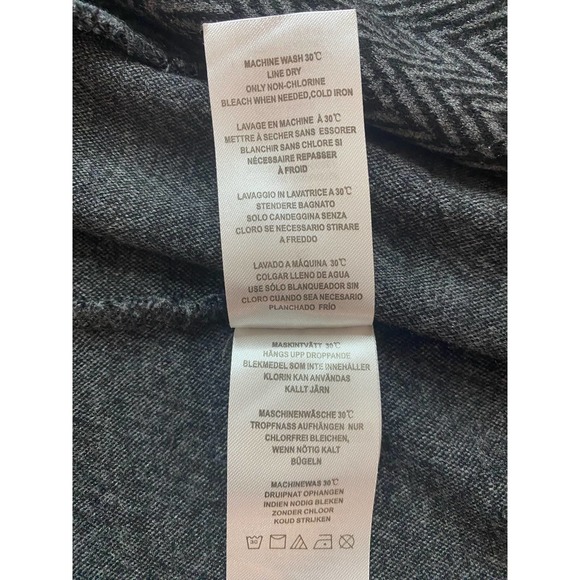 MACHINE WASH 30℃
LINE DRY
ONLY NON-CHLORINE
BLEACH WHEN NEEDED,COLD IRON
LAVAGE EN MACHINE À 30℃
METTRE À SECHER SANS ESSORER
BLANCHIR SANS CHLORE SI
NÉCESSAIRE REPASSER
À FROID
LAVAGGIO IN LAVATRICE A 30℃
STENDERE BAGNATO
SOLO CANDEGGINA SENZA
CLORO SE NECESSARIO STIRARE
A FREDDO
LAVADO A MÁQUINA 30℃
COLGAR LLENO DE AGUA
USE SÓLO BLANQUEADOR SIN
CLORO CUANDO SEA NECESARIO
PLANCHADO FRÍO
MASKINTVÄTT 30℃
HÄNGS UPP DROPPANDE
BLEKMEDEL SOM INTE INNEHÅLLER
KLORIN KAN ANVÄNDAS
KALLT JÄRN
MASCHINENWÄSCHE 30℃
TROPFNASS AUFHÄNGEN NUR
CHLORFREI BLEICHEN,
WENN NÖTIG KALT
BÜGELN
MACHINEWAS 30℃
DRUIPNAT OPHANGEN
INDIEN NODIG BLEKEN
ZONDER CHLOOR
KOUD STRIJKEN
30